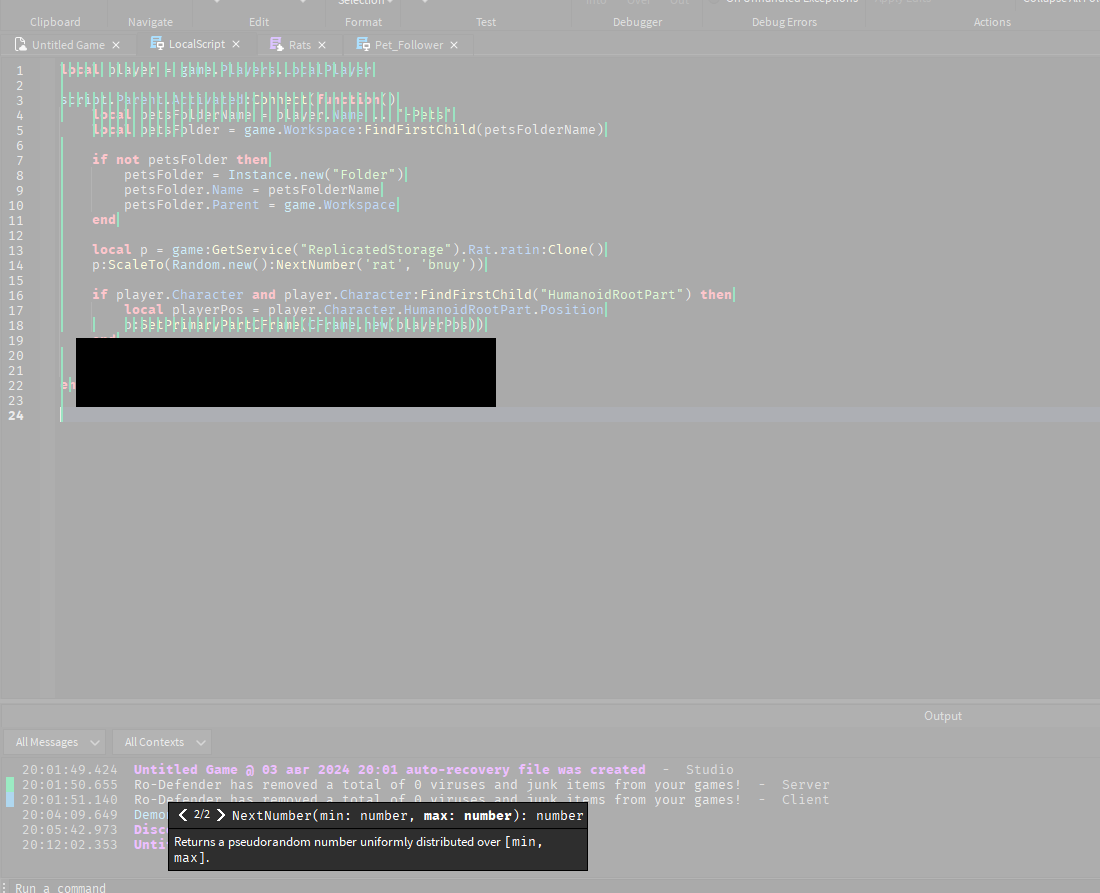 Selection
Clipboard Navigate Edit Format Test Debugger Debug Errors Actions
Untitled Game × LocalScript × Rats × Pet_Follower ×
1 local player = game.Players.LocalPlayer
2
3 script.Parent.Activated:Connect(function()
4 local petsFolderName = player.Name .. "-Pets"
5 local petsFolder = game.Workspace:FindFirstChild(petsFolderName)
6
7 if not petsFolder then
8 petsFolder = Instance.new("Folder")
9 petsFolder.Name = petsFolderName
10 petsFolder.Parent = game.Workspace
11 end
12
13 local p = game:GetService("ReplicatedStorage").Rat.ratin:Clone()
14 p:ScaleTo(Random.new():NextNumber('rat', 'bnuy'))
15
16 if player.Character and player.Character:FindFirstChild("HumanoidRootPart") then
17 local playerPos = player.Character.HumanoidRootPart.Position
18 p:SetPrimaryPartCFrame(CFrame.new(playerPos))
19
20
21
22
23
24
Output
All Messages All Contexts
20:01:49.424 Untitled Game @ 03 авг 2024 20:01 auto-recovery file was created - Studio
20:01:50.655 Ro-Defender has removed a total of 0 viruses and junk items from your games! - Server
20:01:51.140 Ro-Defender has removed a total of 0 viruses and junk items from your games! - Client
20:04:09.649 Demo
20:05:42.973 Disc
20:12:02.353 Unti
2/2 NextNumber(min: number, max: number): number
Returns a pseudorandom number uniformly distributed over [min,
max].
Run a command